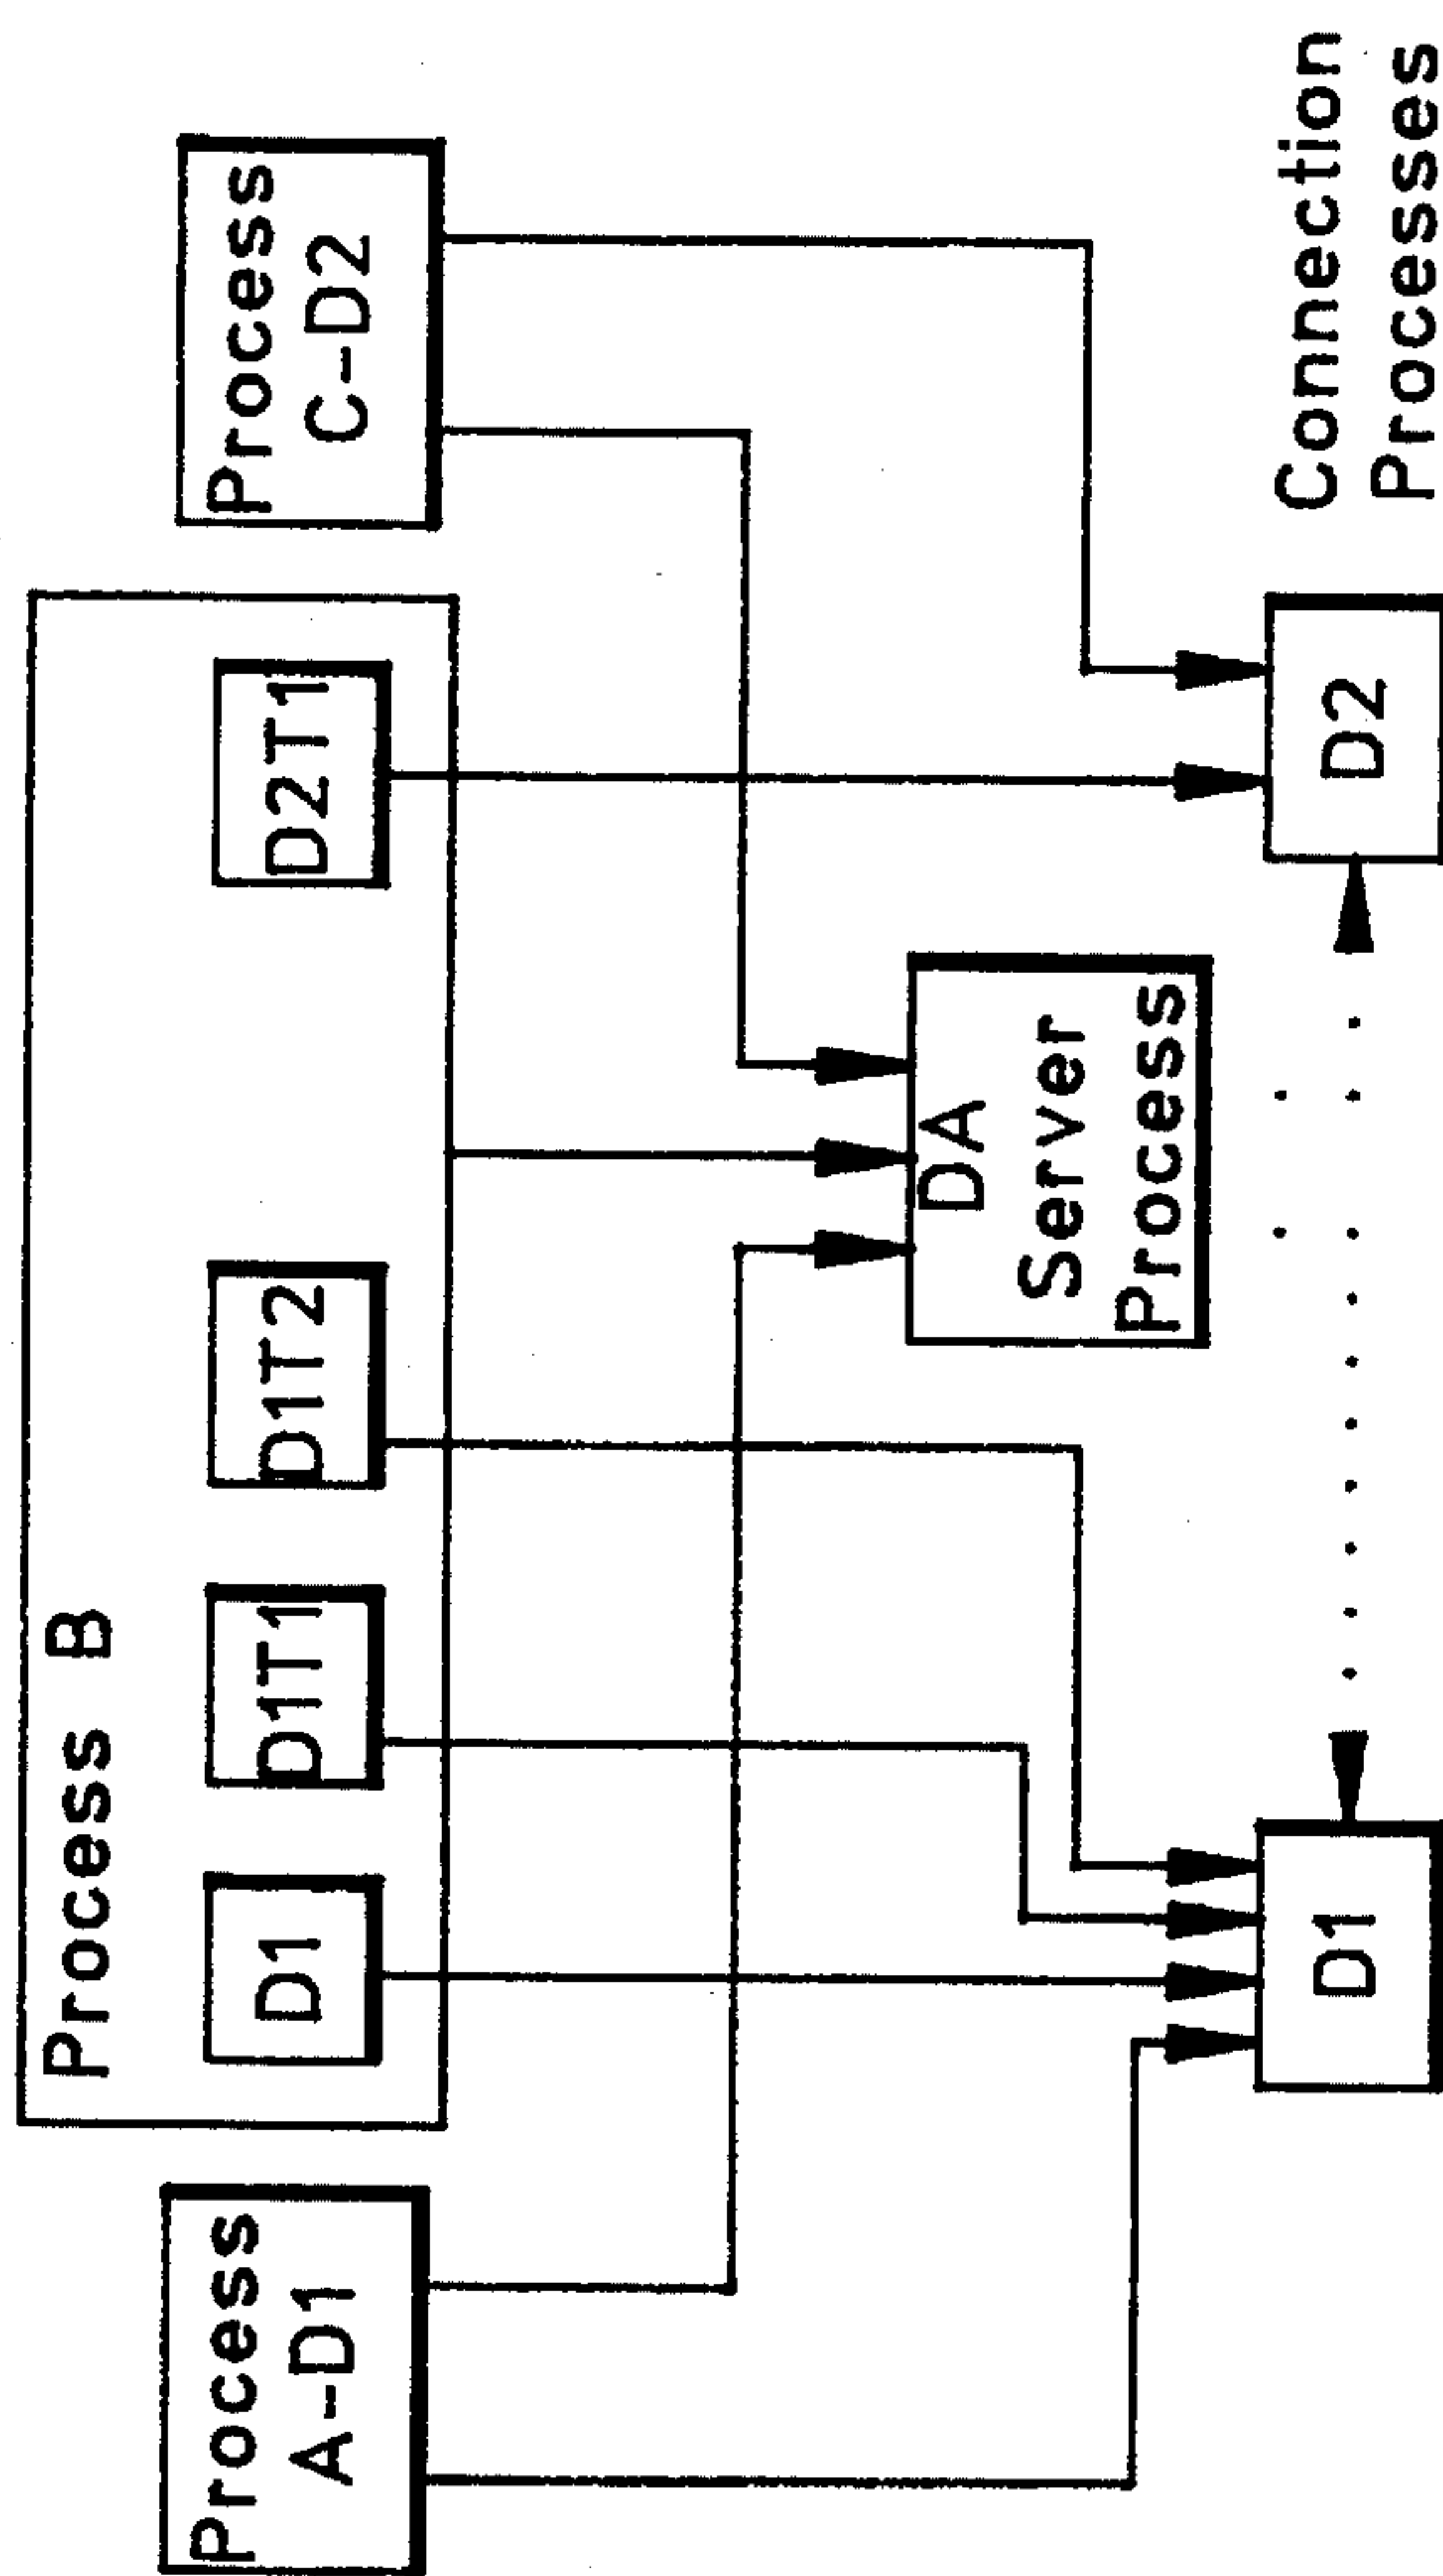 Process B
D1
D1T1
D1T2
D2T1
Process
A-D1
Process
C-D2
DA
Server
Process
D1
D2
Connection
Processes